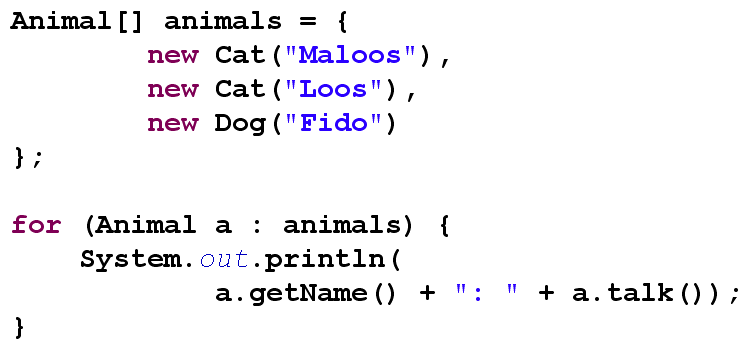 Animal[] animals = {
        new Cat("Maloos"),
        new Cat("Loos"),
        new Dog("Fido")
};

for (Animal a : animals) {
    System.out.println(
            a.getName() + ": " + a.talk());
}